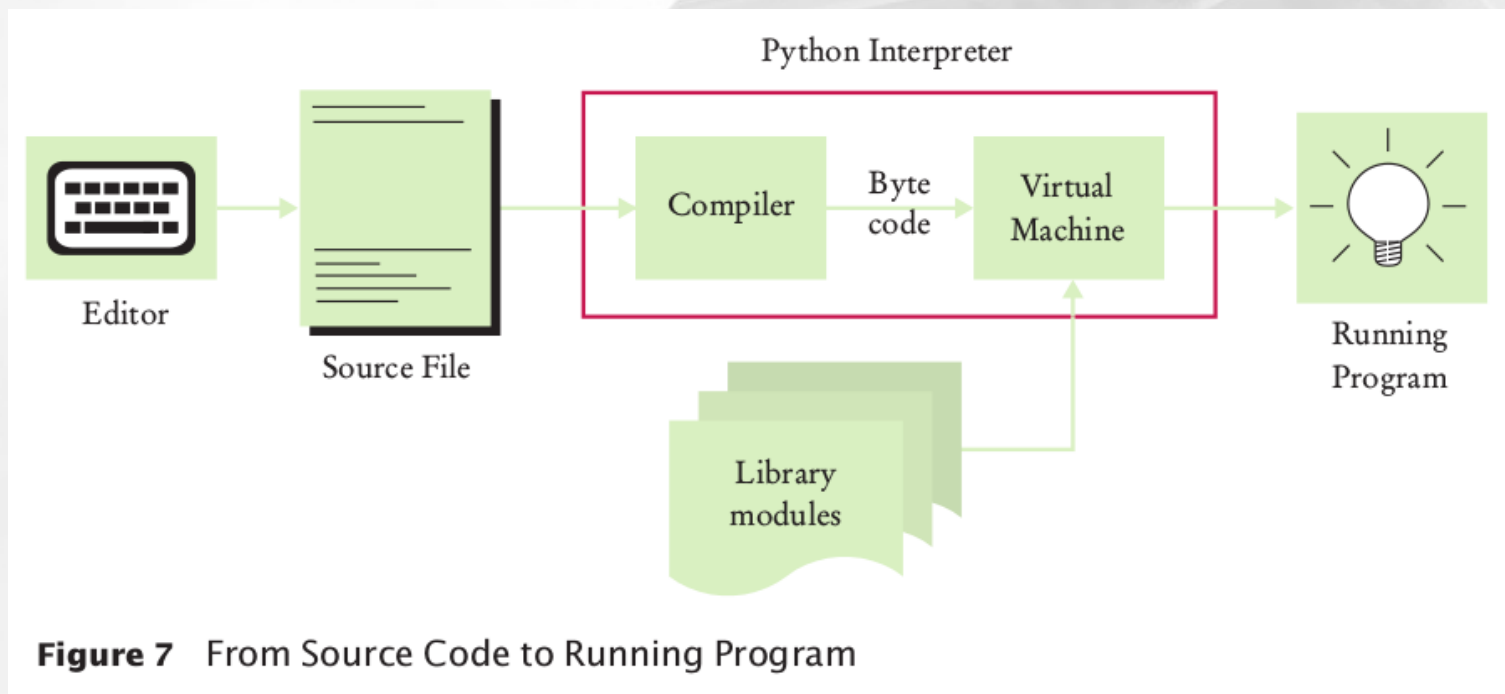 Python Interpreter
Editor
Source File
Compiler
Byte
code
Virtual
Machine
Running
Program
Library
modules
Figure 7 From Source Code to Running Program